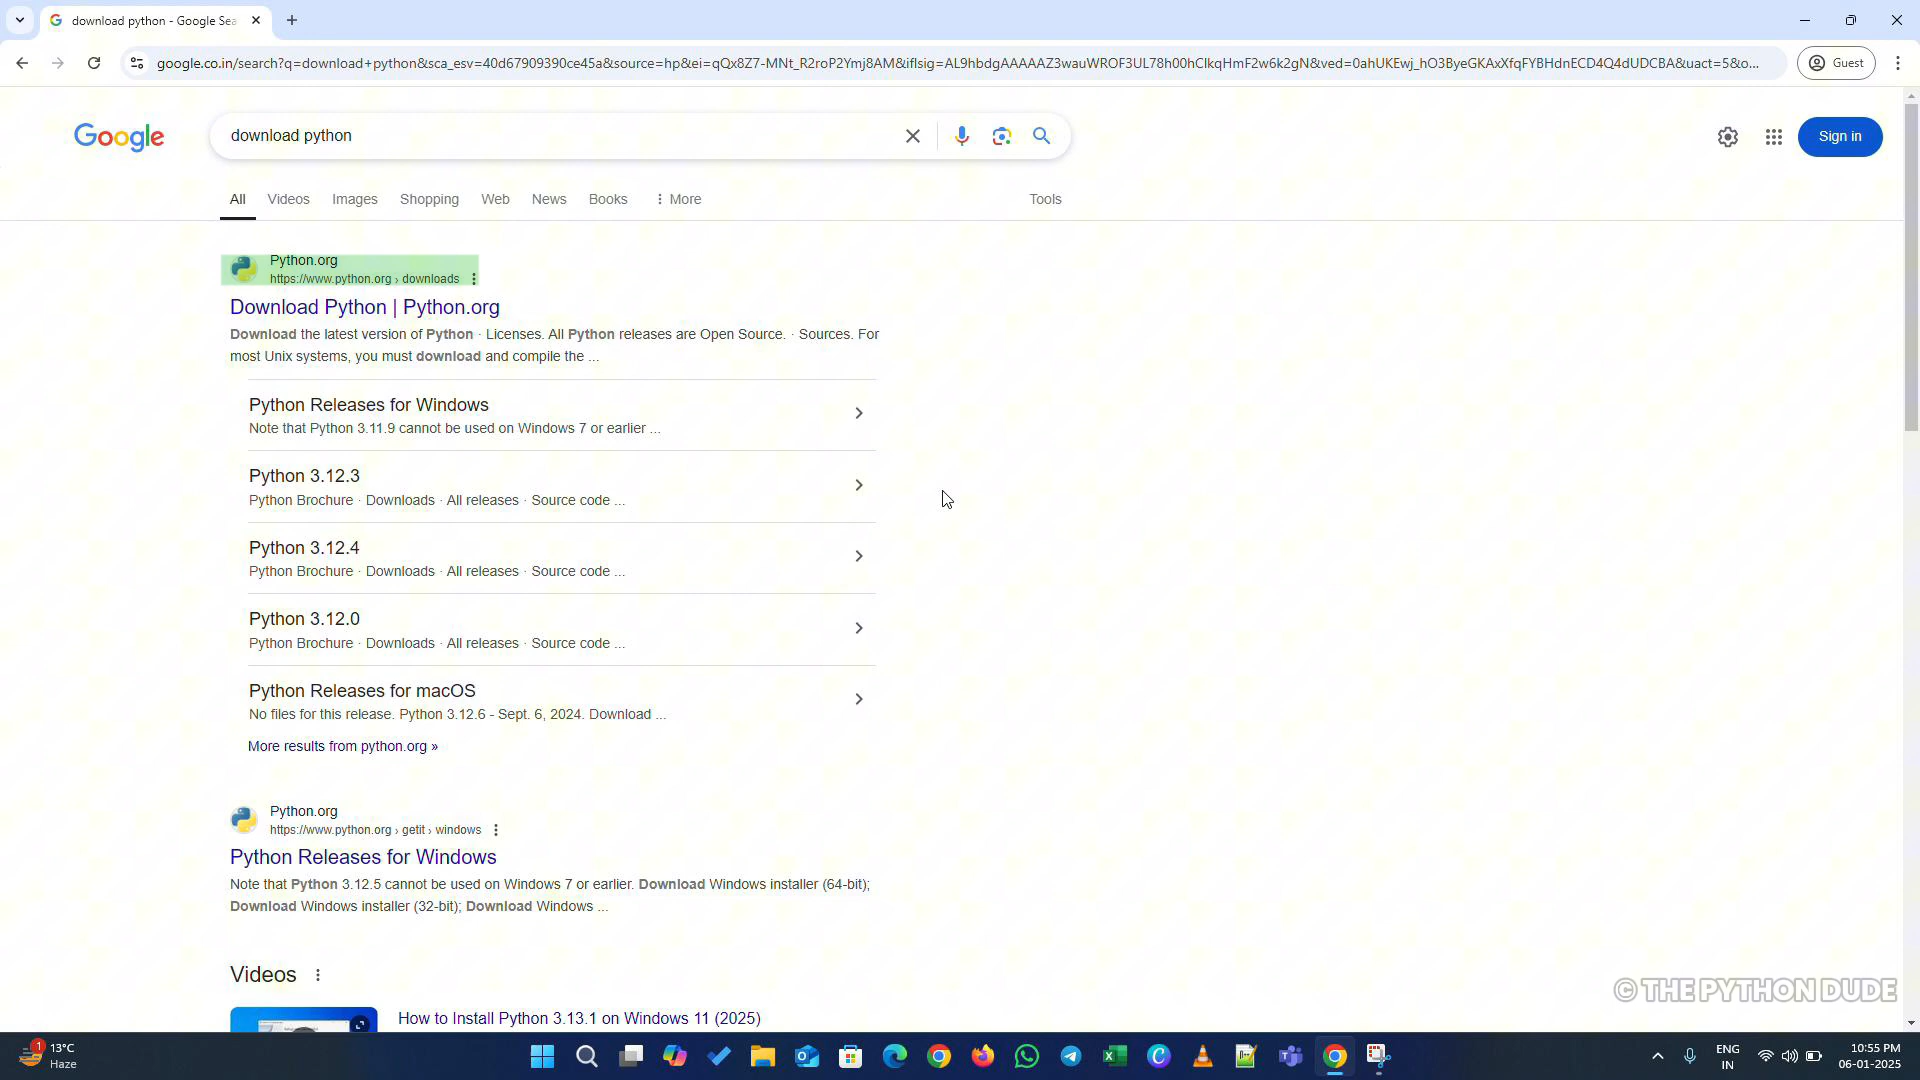 download python - Google Sea
google.co.in/search?q=download+python&sca_esv=40d67909390ce45a&source=hp&ei=qQx8Z7-MNt_R2roP2Ymj8AM&iflsig=AL9hbdgAAAAAZ3wauWROF3UL78h00hClkqHmF2w6k2gN&ved=0ahUKEwj_hO3ByeGKAxXfqFYBHdnECD4Q4dUDCBA&uact=5&o...
Guest
Google
download python
Sign in
All Videos Images Shopping Web News Books More Tools
Python.org
https://www.python.org › downloads
Download Python | Python.org
Download the latest version of Python · Licenses. All Python releases are Open Source. · Sources. For
most Unix systems, you must download and compile the ...
Python Releases for Windows
Note that Python 3.11.9 cannot be used on Windows 7 or earlier ...
Python 3.12.3
Python Brochure · Downloads · All releases · Source code ...
Python 3.12.4
Python Brochure · Downloads · All releases · Source code ...
Python 3.12.0
Python Brochure · Downloads · All releases · Source code ...
Python Releases for macOS
No files for this release. Python 3.12.6 - Sept. 6, 2024. Download ...
More results from python.org »
Python.org
https://www.python.org › getit › windows
Python Releases for Windows
Note that Python 3.12.5 cannot be used on Windows 7 or earlier. Download Windows installer (64-bit);
Download Windows installer (32-bit); Download Windows ...
Videos
How to Install Python 3.13.1 on Windows 11 (2025)
© THE PYTHON DUDE
1
13°C
Haze
ENG
IN
10:55 PM
06-01-2025